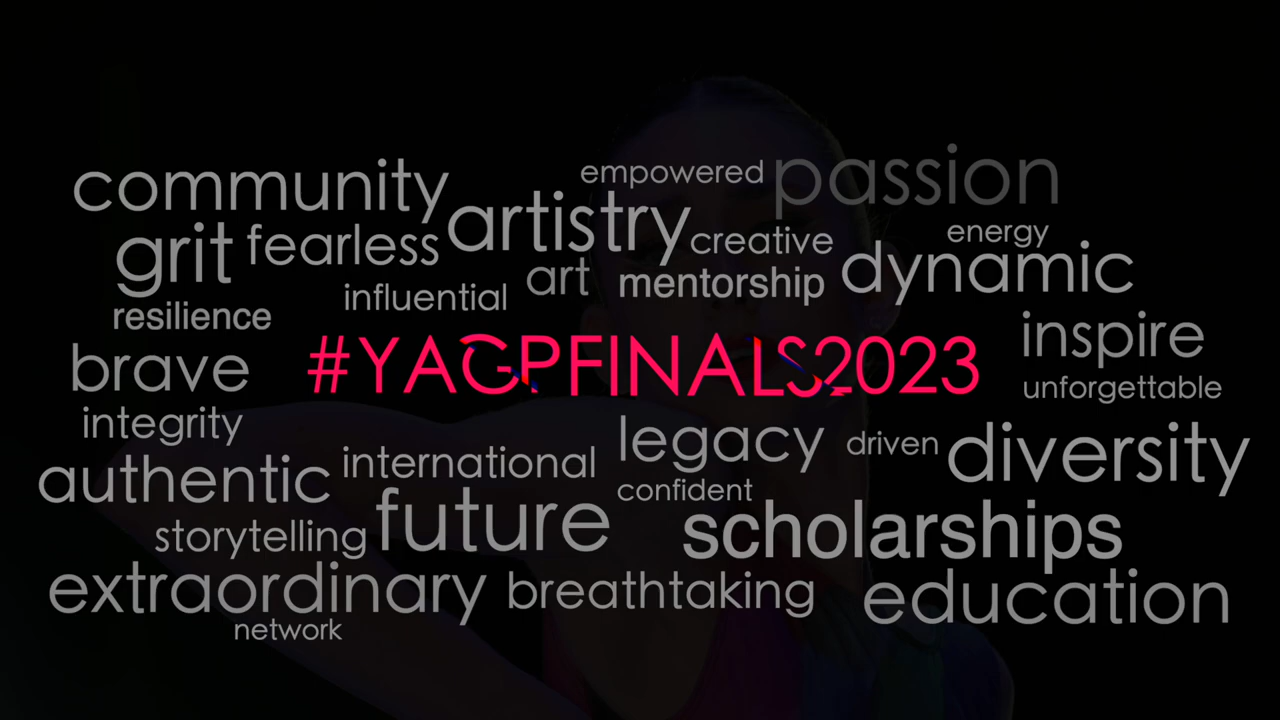 community
empowered
passion
artistry
grit
fearless
creative
energy
dynamic
art
mentorship
influential
resilience
inspire
#YAGPFINALS2023
brave
unforgettable
integrity
legacy
driven
diversity
international
authentic
confident
future
scholarships
storytelling
extraordinary
breathtaking
education
network